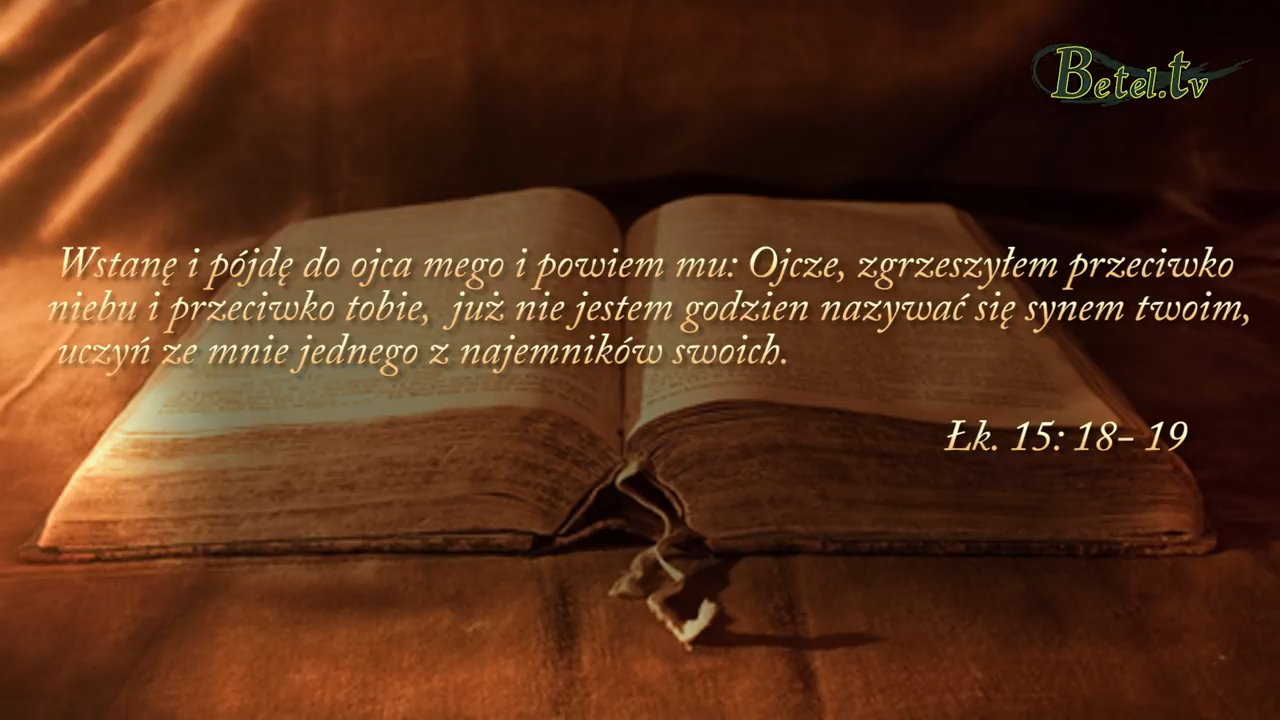 Betel.tv
Wstanę i pójdę do ojca mego i powiem mu: Ojcze, zgrzeszyłem przeciwko
niebu i przeciwko tobie, już nie jestem godzien nazywać się synem twoim,
uczyń ze mnie jednego z najemników swoich.
Łk. 15: 18- 19